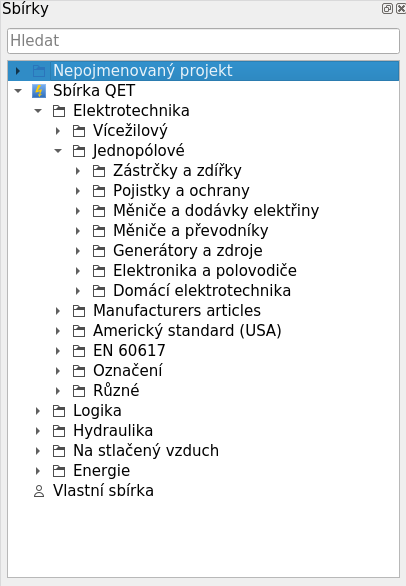 Sbírky
Hledat
Nepojmenovaný projekt
Sbírka QET
Elektrotechnika
Vícežilový
Jednopólové
Zástrčky a zdířky
Pojistky a ochrany
Měniče a dodávky elektřiny
Měniče a převodníky
Generátory a zdroje
Elektronika a polovodiče
Domácí elektrotechnika
Manufacturers articles
Americký standard (USA)
EN 60617
Označení
Různé
Logika
Hydraulika
Na stlačený vzduch
Energie
Vlastní sbírka